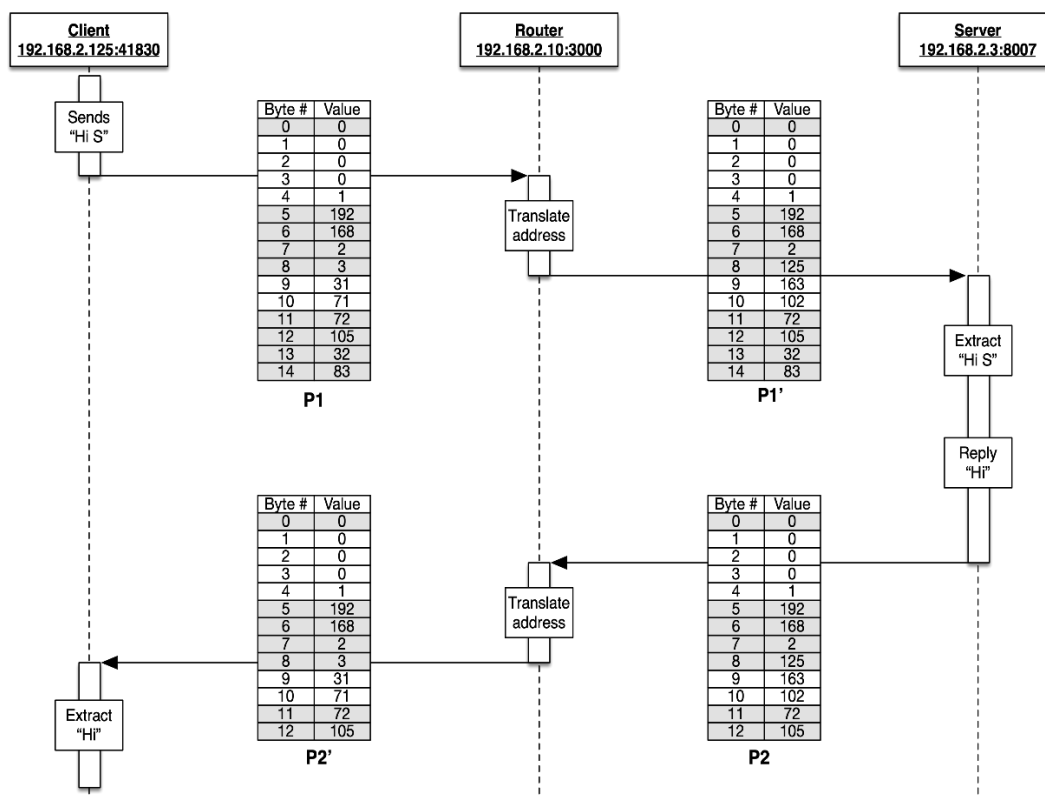 Client
192.168.2.125:41830
Router
192.168.2.10:3000
Server
192.168.2.3:8007
Sends
“Hi S”
Byte # Value
0 0
1 0
2 0
3 0
4 1
5 192
6 168
7 2
8 3
9 31
10 71
11 72
12 105
13 32
14 83
P1
Translate
address
Byte # Value
0 0
1 0
2 0
3 0
4 1
5 192
6 168
7 2
8 125
9 163
10 102
11 72
12 105
13 32
14 83
P1’
Extract
“Hi S”
Reply
“Hi”
Byte # Value
0 0
1 0
2 0
3 0
4 1
5 192
6 168
7 2
8 3
9 31
10 71
11 72
12 105
P2’
Translate
address
Byte # Value
0 0
1 0
2 0
3 0
4 1
5 192
6 168
7 2
8 125
9 163
10 102
11 72
12 105
P2
Extract
“Hi”